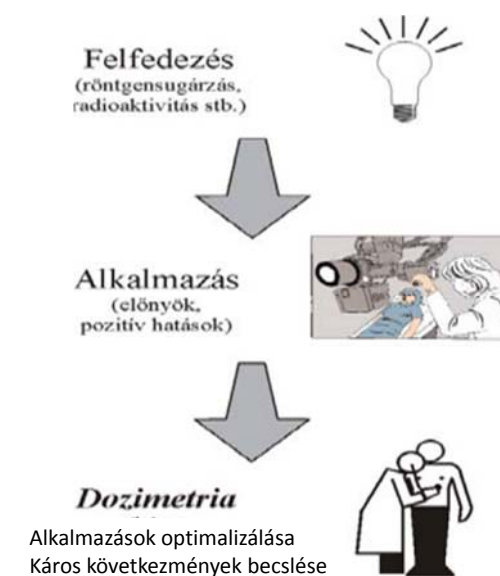 Felfedezés
(röntgensugárzás,
radioaktivitás stb.)
Alkalmazás
(előnyök,
pozitív hatások)
Dozimetria
Alkalmazások optimalizálása
Káros következmények becslése